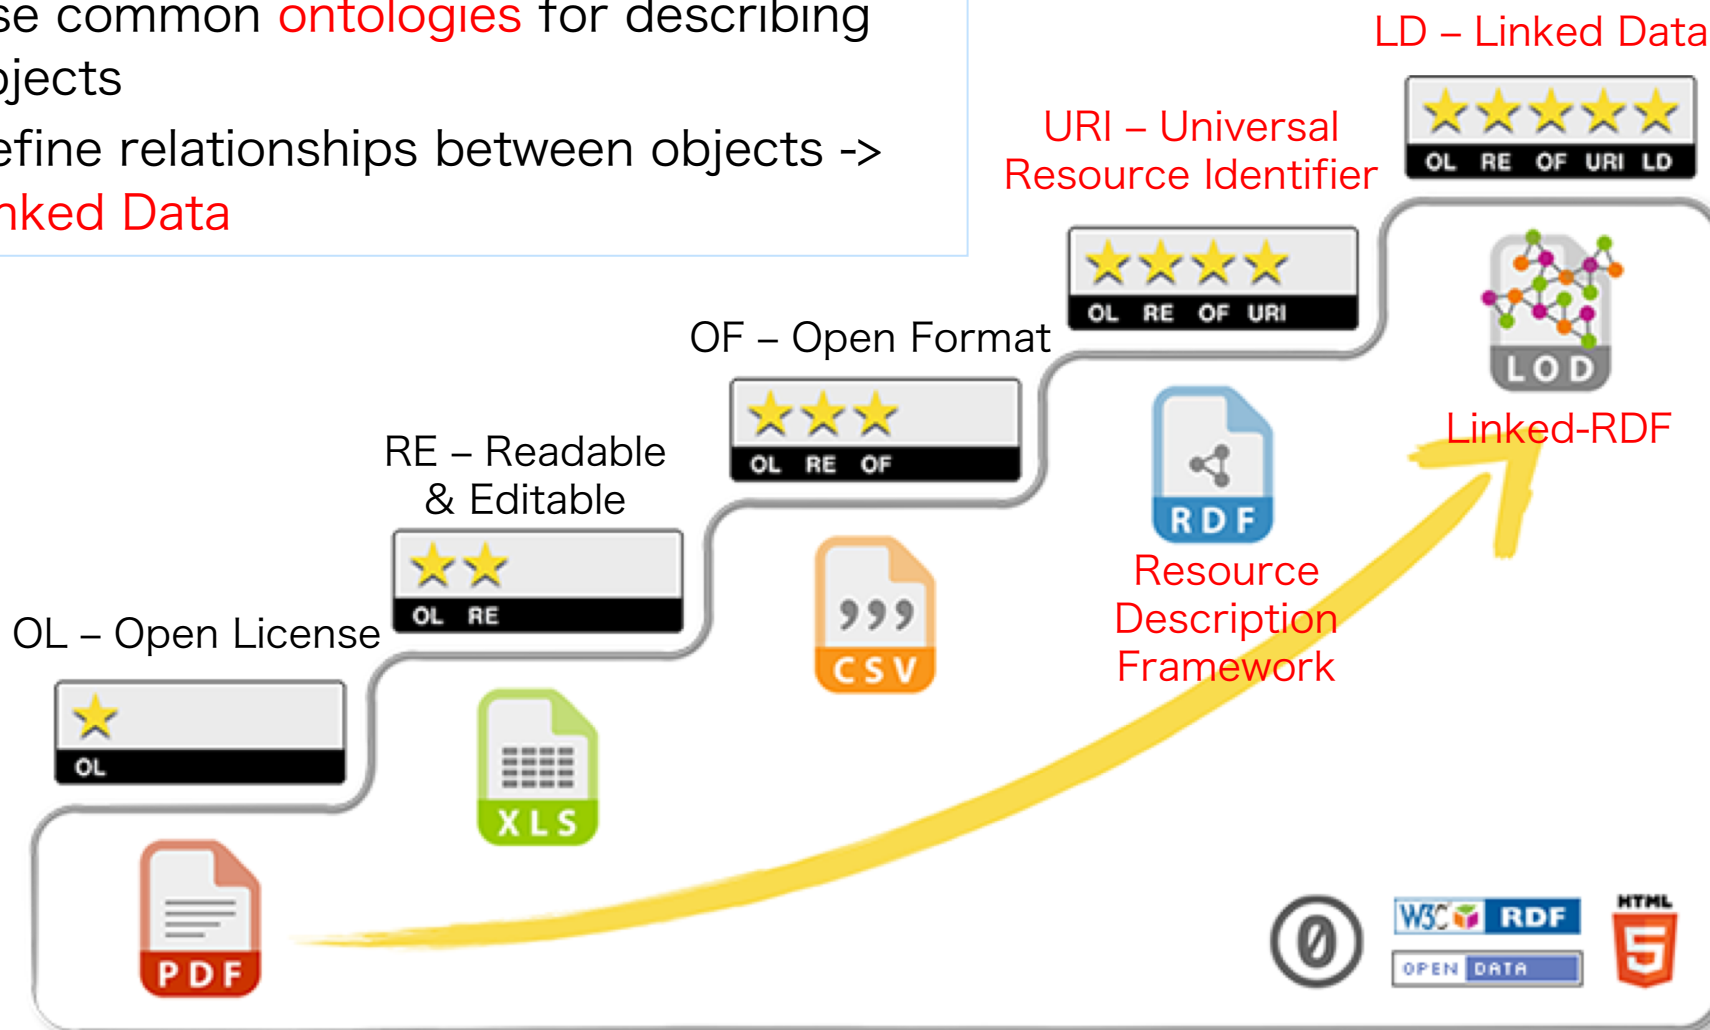 se common ontologies for describing
jects
efine relationships between objects ->
nked Data
LD – Linked Data
OL RE OF URI LD
URI – Universal
Resource Identifier
OL RE OF URI
LOD
Linked-RDF
OF – Open Format
OL RE OF
RDF
Resource
Description
Framework
RE – Readable
& Editable
OL RE
,,,
CSV
OL – Open License
OL
XLS
PDF
0
W3C RDF
OPEN DATA
HTML
5